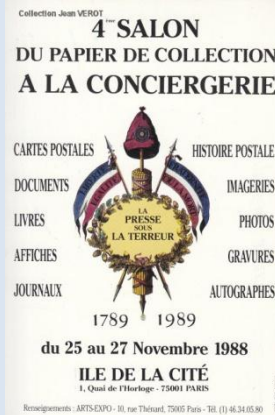 Collection Jean VEROT
4ème SALON
DU PAPIER DE COLLECTION
A LA CONCIERGERIE
CARTES POSTALES
DOCUMENTS
LIVRES
AFFICHES
JOURNAUX
HISTOIRE POSTALE
IMAGERIES
PHOTOS
GRAVURES
AUTOGRAPHES
LA
PRESSE
SOUS
LA TERREUR
1789 1989
du 25 au 27 Novembre 1988
ILE DE LA CITÉ
1, Quai de l'Horloge - 75001 PARIS
Renseignements : ARTS-EXPO - 10, rue Thénard, 75005 Paris - Tél. (1) 46.34.05.80